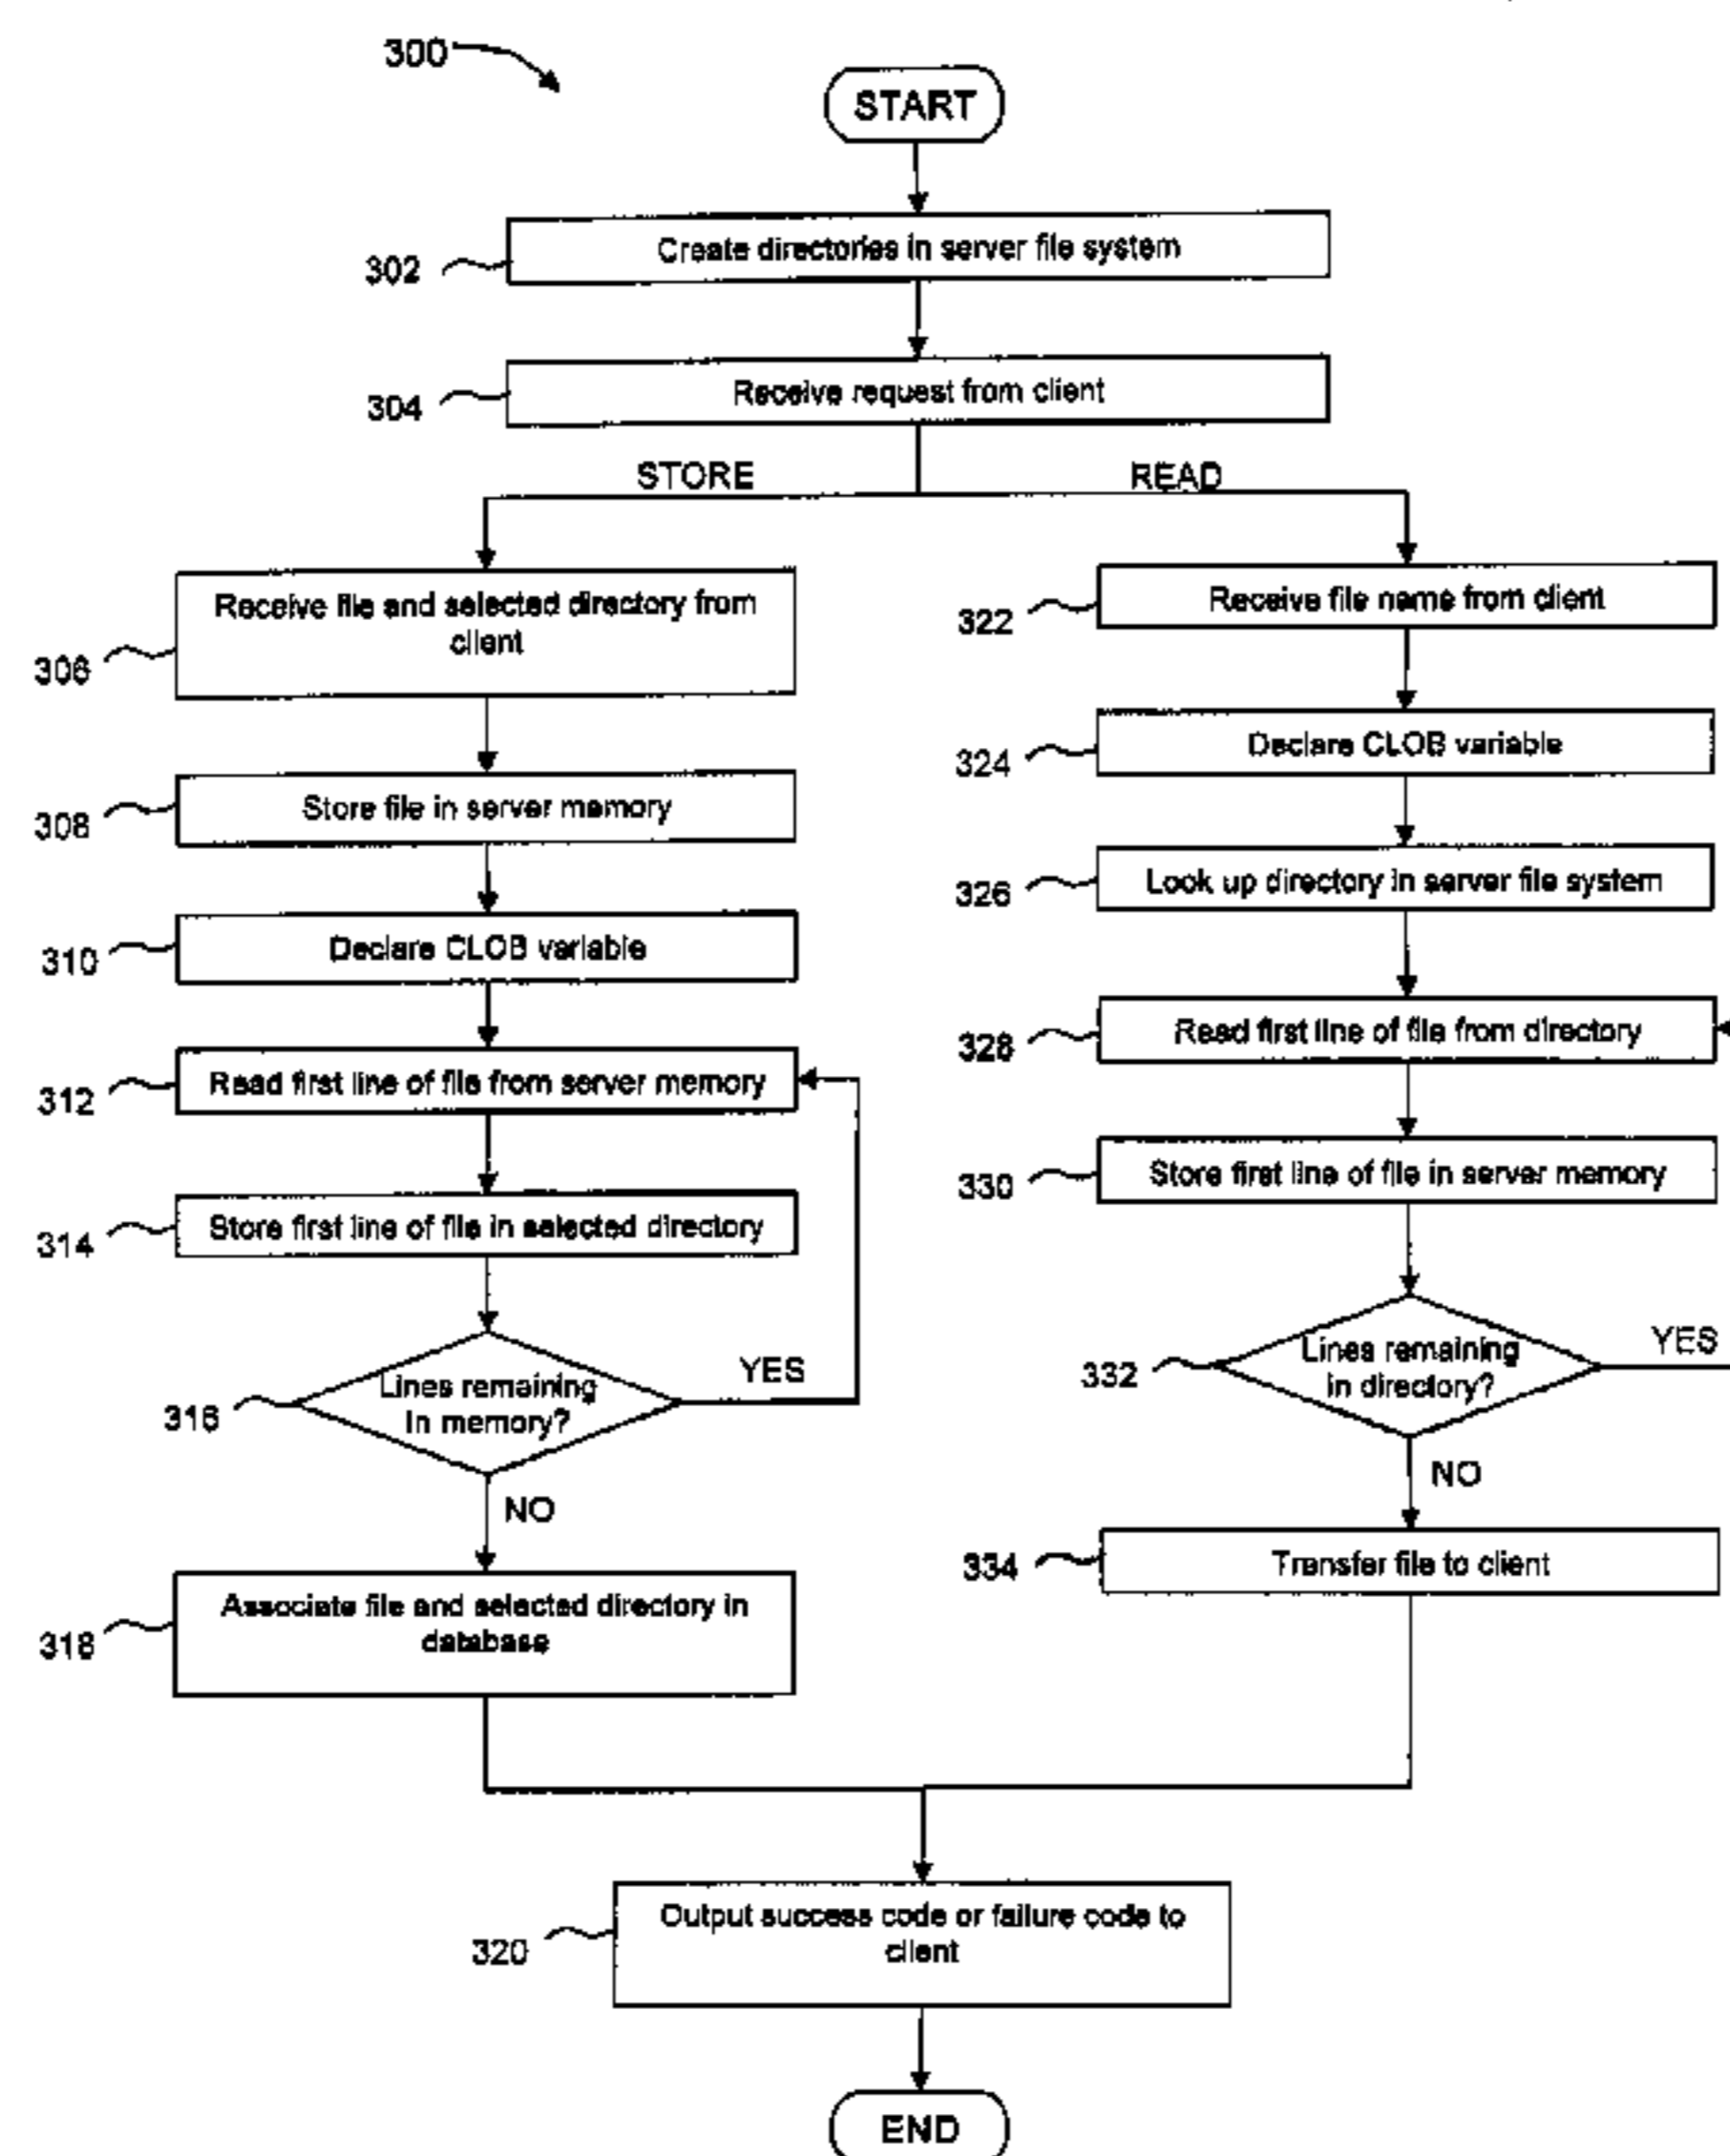 300
START
302
Create directories in server file system
304
Receive request from client
STORE
READ
306
Receive file and selected directory from
client
308
Store file in server memory
310
Declare CLOB variable
312
Read first line of file from server memory
314
Store first line of file in selected directory
316
Lines remaining
in memory?
YES
NO
318
Associate file and selected directory in
database
322
Receive file name from client
324
Declare CLOB variable
326
Look up directory in server file system
328
Read first line of file from directory
330
Store first line of file in server memory
332
Lines remaining
in directory?
YES
NO
334
Transfer file to client
320
Output success code or failure code to
client
END